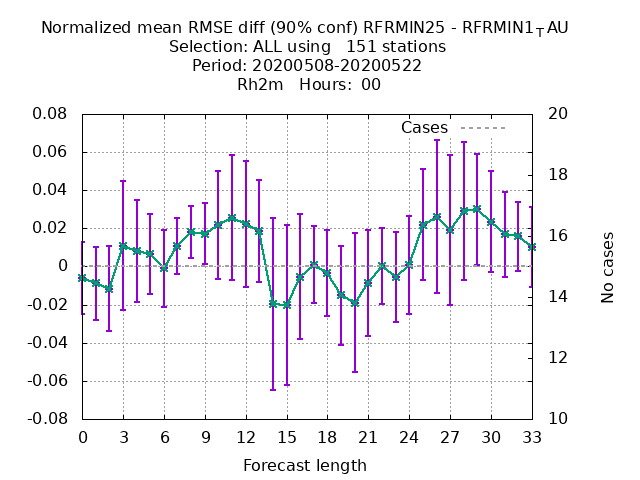 Normalized mean RMSE diff (90% conf) RFRMIN25 - RFRMIN1_TAU
Selection: ALL using   151 stations
Period: 20200508-20200522
Rh2m   Hours:  00
Cases
0.08
0.06
0.04
0.02
0
-0.02
-0.04
-0.06
-0.08
20
18
16
14
12
10
No cases
0 3 6 9 12 15 18 21 24 27 30 33
Forecast length